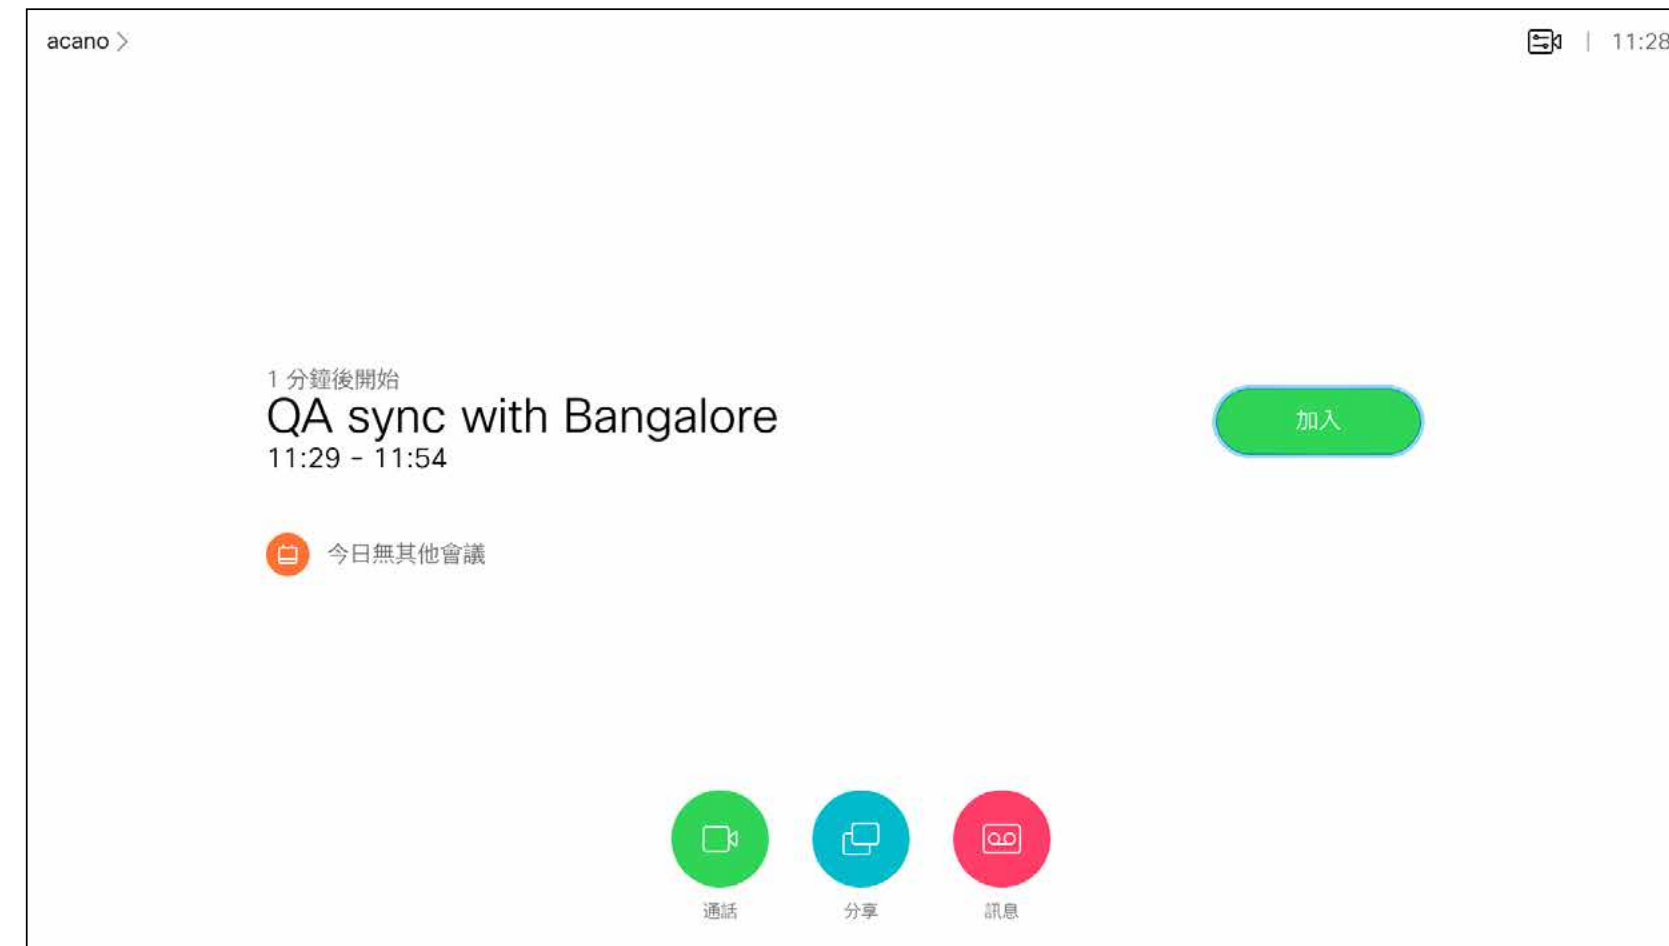 acano
11:28
1 分鐘後開始
QA sync with Bangalore
11:29 - 11:54
加入
今日無其他會議
通話
分享
訊息